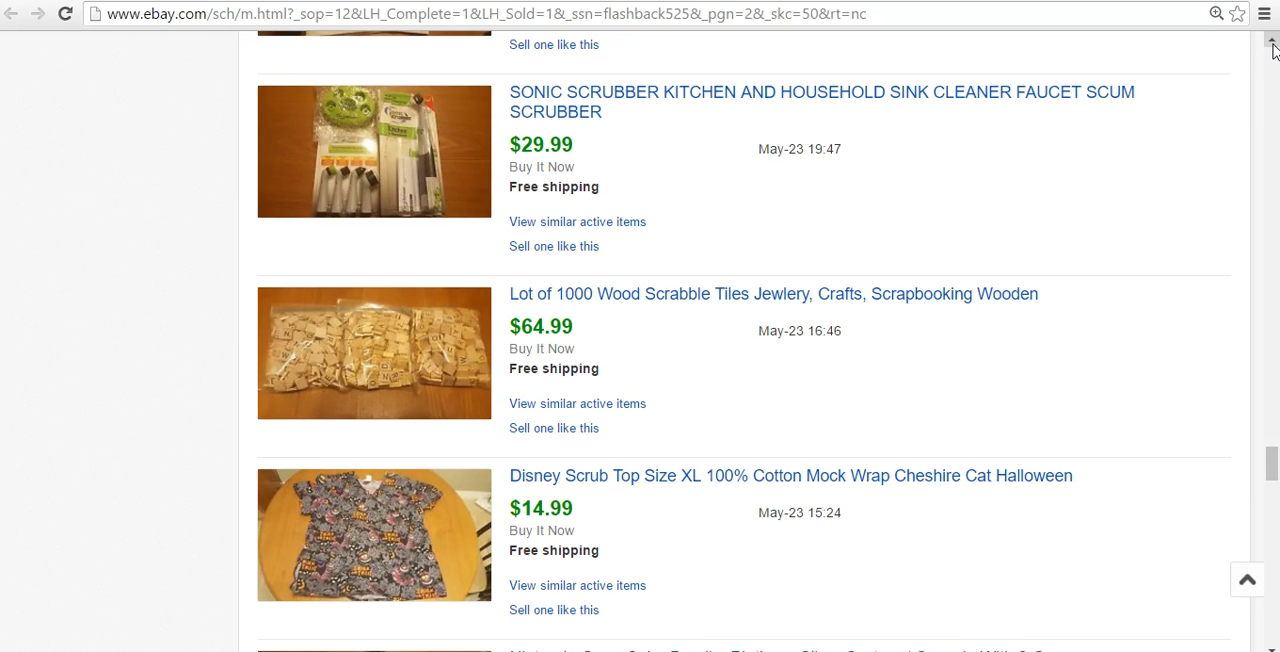 www.ebay.com/sch/m.html?_sop=12&LH_Complete=1&LH_Sold=1&_ssn=flashback525&_pgn=2&_skc=50&rt=nc
Sell one like this
SONIC SCRUBBER KITCHEN AND HOUSEHOLD SINK CLEANER FAUCET SCUM
SCRUBBER
$29.99
May-23 19:47
Buy It Now
Free shipping
View similar active items
Sell one like this
Lot of 1000 Wood Scrabble Tiles Jewlery, Crafts, Scrapbooking Wooden
$64.99
May-23 16:46
Buy It Now
Free shipping
View similar active items
Sell one like this
Disney Scrub Top Size XL 100% Cotton Mock Wrap Cheshire Cat Halloween
$14.99
May-23 15:24
Buy It Now
Free shipping
View similar active items
Sell one like this